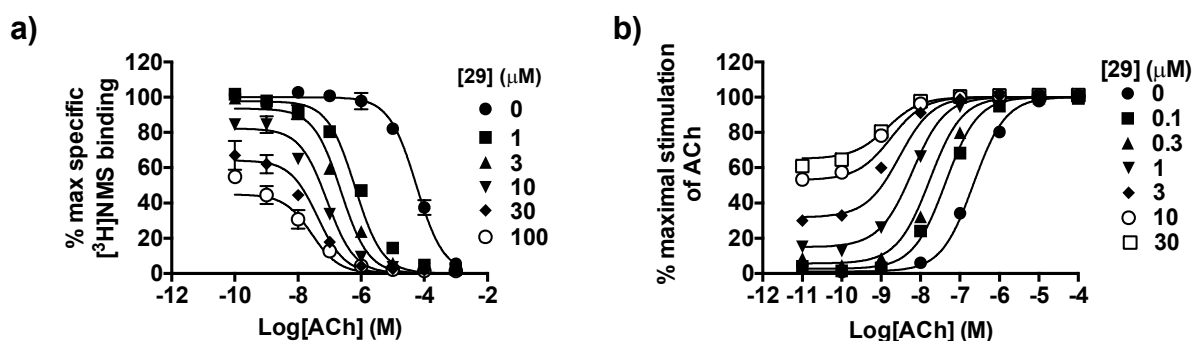 a)
% max specific
[³H]NMS binding
120
100
80
60
40
20
0
-12 -10 -8 -6 -4 -2
Log[ACh] (M)
[29] (μM)
0
1
3
10
30
100
b)
% maximal stimulation
of ACh
120
100
80
60
40
20
0
-12 -11 -10 -9 -8 -7 -6 -5 -4
Log[ACh] (M)
[29] (μM)
0
0.1
0.3
1
3
10
30